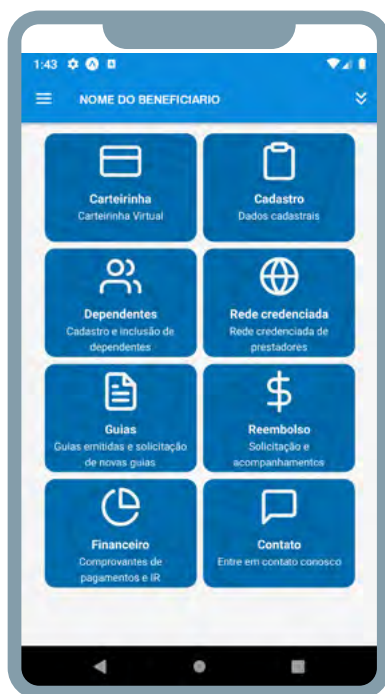 1:43
NOME DO BENEFICIARIO
Carteirinha
Carteirinha Virtual
Cadastro
Dados cadastrais
Dependentes
Cadastro e inclusão de
dependentes
Rede credenciada
Rede credenciada de
prestadores
Guias
Guias emitidas e solicitação
de novas guias
Reembolso
Solicitação e
acompanhamentos
Financeiro
Comprovantes de
pagamentos e IR
Contato
Entre em contato conosco